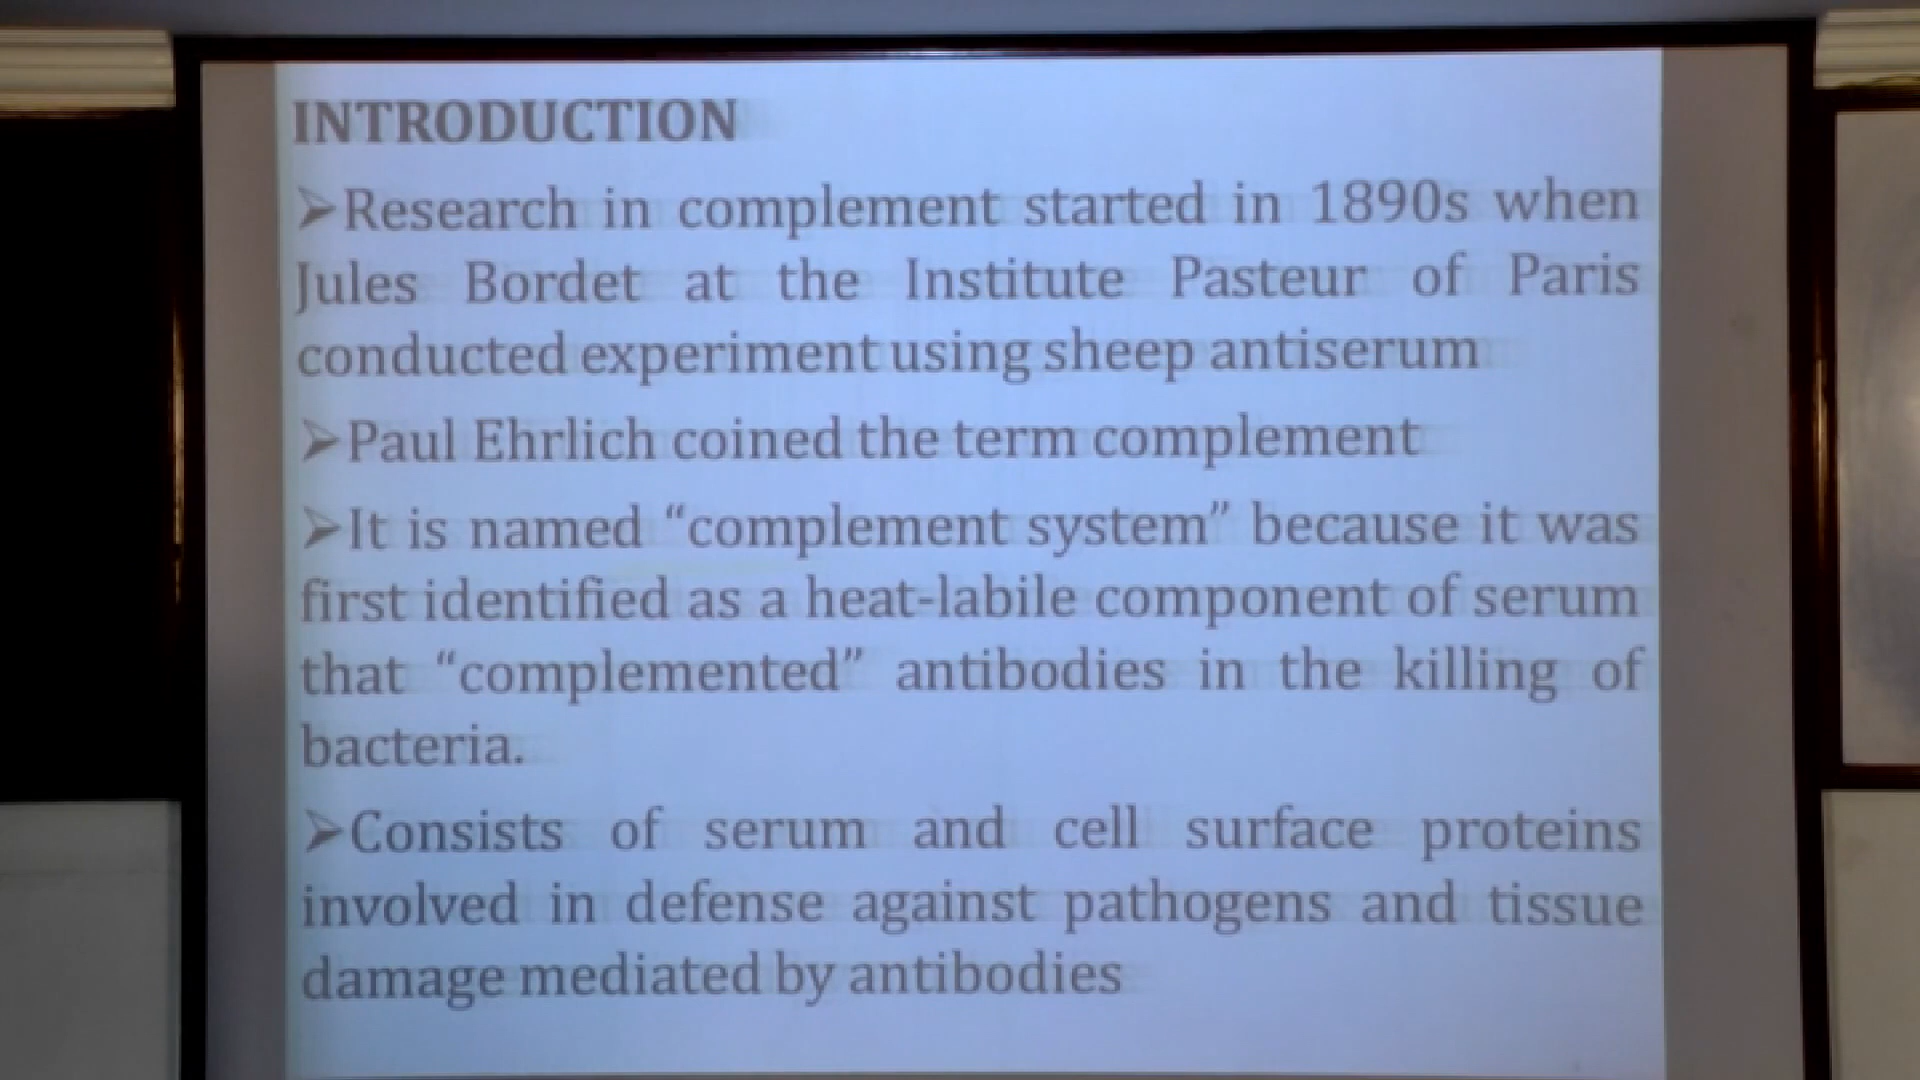 INTRODUCTION
➢Research in complement started in 1890s when
Jules Bordet at the Institute Pasteur of Paris
conducted experiment using sheep antiserum
➢Paul Ehrlich coined the term complement
➢It is named “complement system” because it was
first identified as a heat-labile component of serum
that “complemented” antibodies in the killing of
bacteria.
➢Consists of serum and cell surface proteins
involved in defense against pathogens and tissue
damage mediated by antibodies